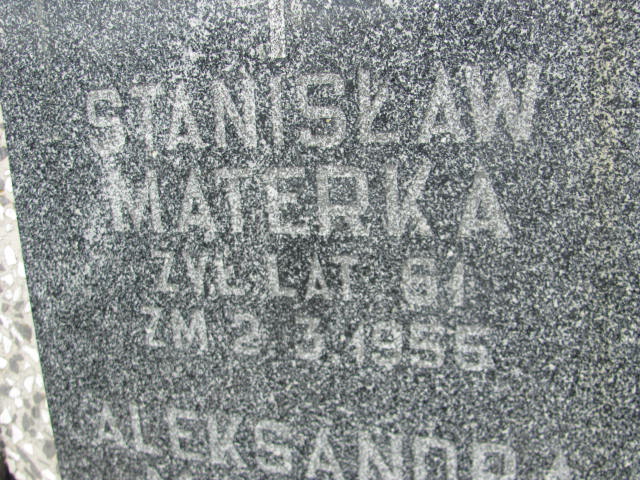 STANISŁAW
MATERKA
ŻYŁ LAT 61
ZM 2 3 1955
ALEKSANDRA